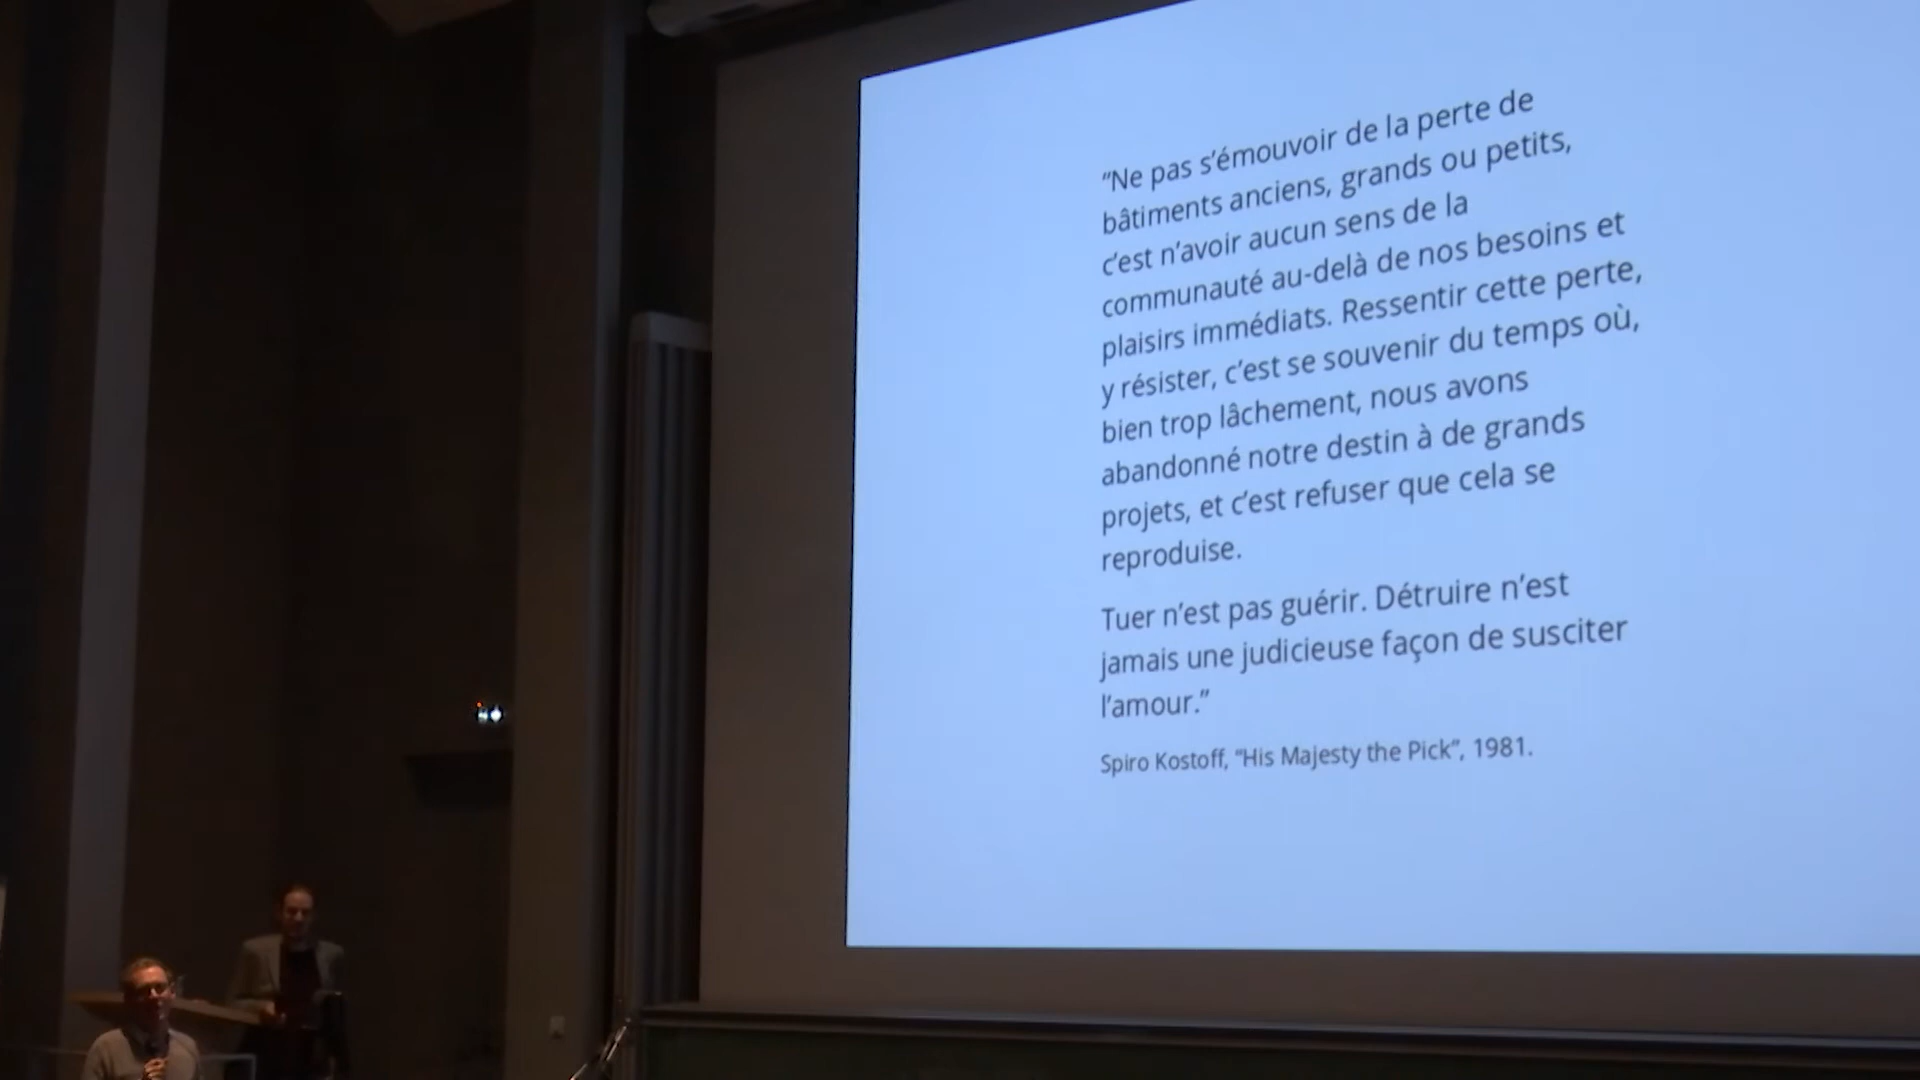 “Ne pas s’émouvoir de la perte de
bâtiments anciens, grands ou petits,
c’est n’avoir aucun sens de la
communauté au-delà de nos besoins et
plaisirs immédiats. Ressentir cette perte,
y résister, c’est se souvenir du temps où,
bien trop lâchement, nous avons
abandonné notre destin à de grands
projets, et c’est refuser que cela se
reproduise.
Tuer n’est pas guérir. Détruire n’est
jamais une judicieuse façon de susciter
l’amour.”
Spiro Kostoff, “His Majesty the Pick”, 1981.